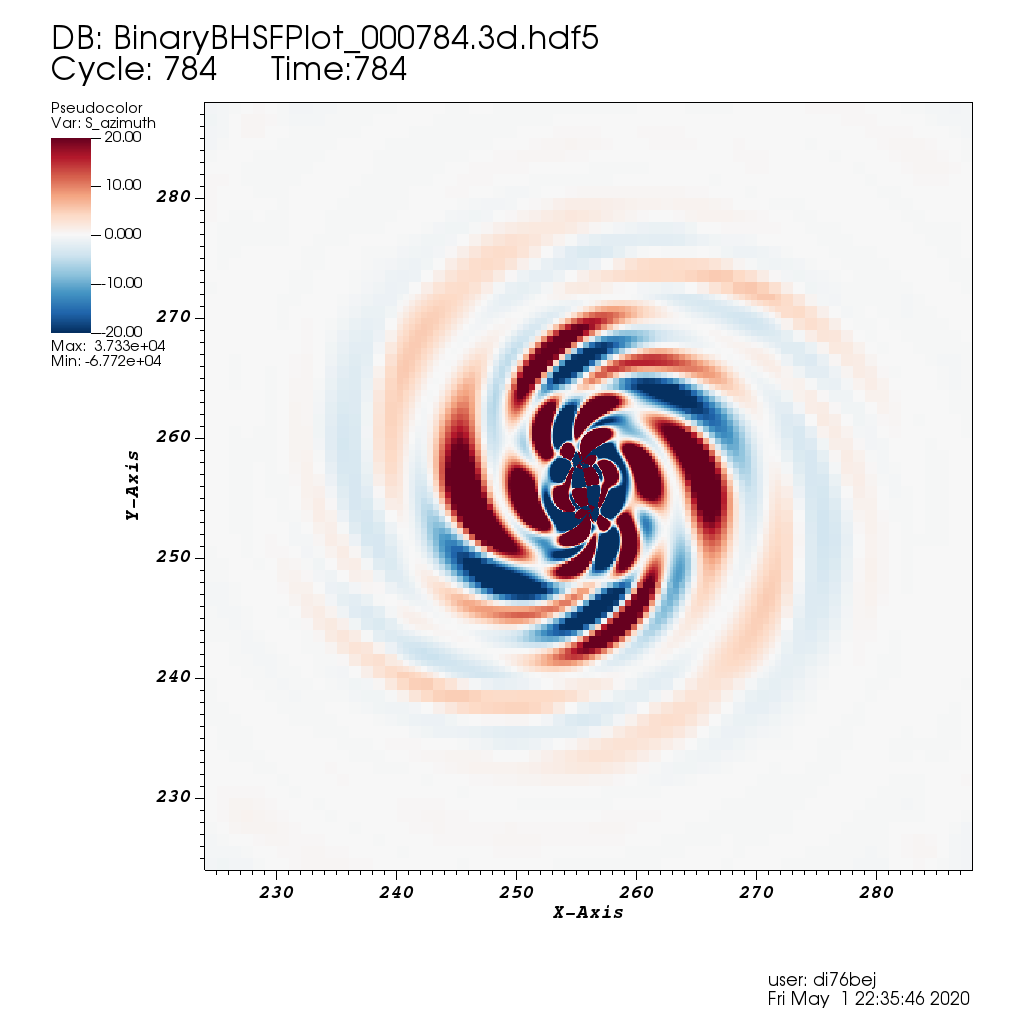 DB: BinaryBHSFPlot_000784.3d.hdf5
Cycle: 784 Time:784
Pseudocolor
Var: S_azimuth
20.00
10.00
0.000
-10.00
-20.00
Max: 3.733e+04
Min: -6.772e+04
280
270
260
250
240
230
Y-Axis
230 240 250 260 270 280
X-Axis
user: di76bej
Fri May 1 22:35:46 2020